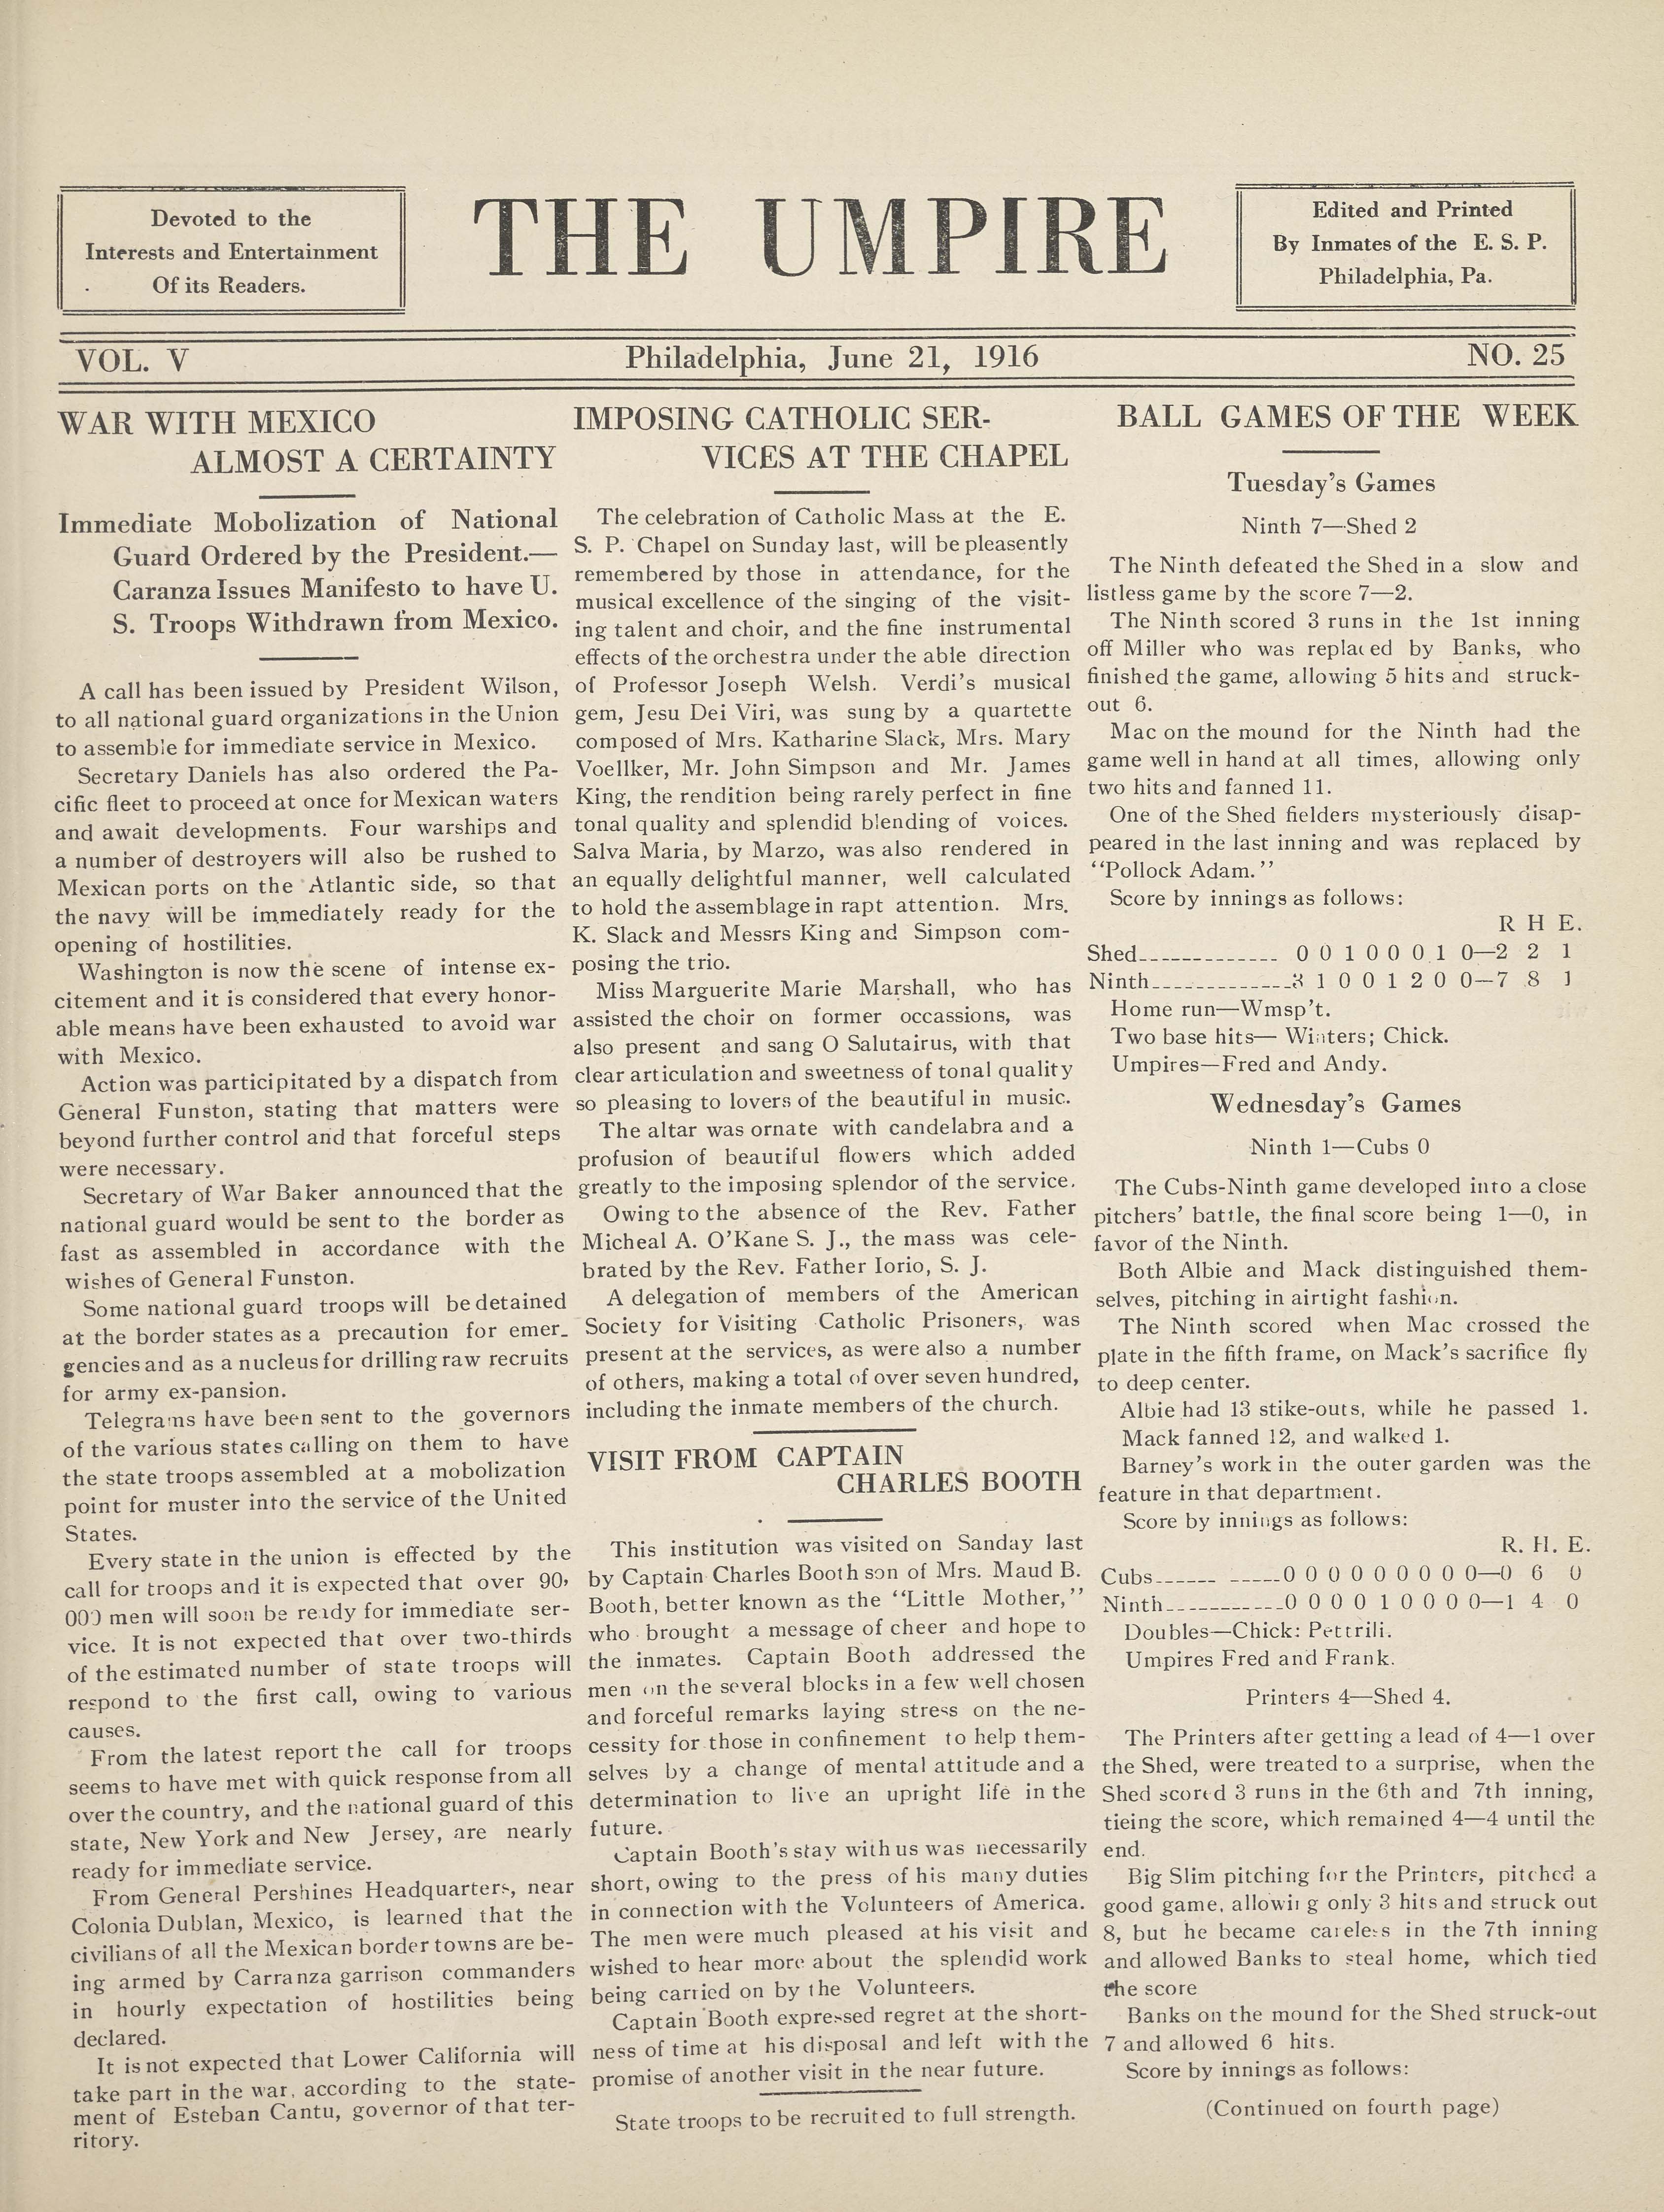 Devoted to the
Interests and Entertainment
Of its Readers.
THE UMPIRE
Edited and Printed
By Inmates of the E. S. P.
Philadelphia, Pa.
VOL. V
Philadelphia, June 21, 1916
NO. 25
WAR WITH MEXICO
ALMOST A CERTAINTY
Immediate Mobolization of National
Guard Ordered by the President.—
Caranza Issues Manifesto to have U.
S. Troops Withdrawn from Mexico.
A call has been issued by President Wilson,
to all national guard organizations in the Union
to assemble for immediate service in Mexico.
Secretary Daniels has also ordered the Pa-
cific fleet to proceed at once for Mexican waters
and await developments. Four warships and
a number of destroyers will also be rushed to
Mexican ports on the Atlantic side, so that
the navy will be immediately ready for the
opening of hostilities.
Washington is now the scene of intense ex-
citement and it is considered that every honor-
able means have been exhausted to avoid war
with Mexico.
Action was participitated by a dispatch from
General Funston, stating that matters were
beyond further control and that forceful steps
were necessary.
Secretary of War Baker announced that the
national guard would be sent to the border as
fast as assembled in accordance with the
wishes of General Funston.
Some national guard troops will be detained
at the border states as a precaution for emer-
gencies and as a nucleus for drilling raw recruits
for army ex-pansion.
Telegrams have been sent to the governors
of the various states calling on them to have
the state troops assembled at a mobolization
point for muster into the service of the United
States.
Every state in the union is effected by the
call for troops and it is expected that over 90,
000 men will soon be ready for immediate ser-
vice. It is not expected that over two-thirds
of the estimated number of state troops will
respond to the first call, owing to various
causes.
From the latest report the call for troops
seems to have met with quick response from all
over the country, and the national guard of this
state, New York and New Jersey, are nearly
ready for immediate service.
From General Pershines Headquarters, near
Colonia Dublan, Mexico, is learned that the
civilians of all the Mexican border towns are be-
ing armed by Carranza garrison commanders
in hourly expectation of hostilities being
declared.
It is not expected that Lower California will
take part in the war, according to the state-
ment of Esteban Cantu, governor of that ter-
ritory.
IMPOSING CATHOLIC SER-
VICES AT THE CHAPEL
The celebration of Catholic Mass at the E.
S. P. Chapel on Sunday last, will be pleasently
remembered by those in attendance, for the
musical excellence of the singing of the visit-
ing talent and choir, and the fine instrumental
effects of the orchestra under the able direction
of Professor Joseph Welsh. Verdi's musical
gem, Jesu Dei Viri, was sung by a quartette
composed of Mrs. Katharine Slack, Mrs. Mary
Voellker, Mr. John Simpson and Mr. James
King, the rendition being rarely perfect in fine
tonal quality and splendid blending of voices.
Salva Maria, by Marzo, was also rendered in
an equally delightful manner, well calculated
to hold the assemblage in rapt attention. Mrs.
K. Slack and Messrs King and Simpson com-
posing the trio.
Miss Marguerite Marie Marshall, who has
assisted the choir on former occassions, was
also present and sang O Salutairus, with that
clear articulation and sweetness of tonal quality
so pleasing to lovers of the beautiful in music.
The altar was ornate with candelabra and a
profusion of beautiful flowers which added
greatly to the imposing splendor of the service.
Owing to the absence of the Rev. Father
Micheal A. O'Kane S. J., the mass was cele-
brated by the Rev. Father Iorio, S. J.
A delegation of members of the American
Society for Visiting Catholic Prisoners, was
present at the services, as were also a number
of others, making a total of over seven hundred,
including the inmate members of the church.
VISIT FROM CAPTAIN
CHARLES BOOTH
This institution was visited on Sanday last
by Captain Charles Booth son of Mrs. Maud B.
Booth, better known as the "Little Mother,"
who brought a message of cheer and hope to
the inmates. Captain Booth addressed the
men on the several blocks in a few well chosen
and forceful remarks laying stress on the ne-
cessity for those in confinement to help them-
selves by a change of mental attitude and a
determination to live an upright life in the
future.
Captain Booth's stay with us was necessarily
short, owing to the press of his many duties
in connection with the Volunteers of America.
The men were much pleased at his visit and
wished to hear more about the splendid work
being carried on by the Volunteers.
Captain Booth expressed regret at the short-
ness of time at his disposal and left with the
promise of another visit in the near future.
State troops to be recruited to full strength.
BALL GAMES OF THE WEEK
Tuesday's Games
Ninth 7—Shed 2
The Ninth defeated the Shed in a slow and
listless game by the score 7—2.
The Ninth scored 3 runs in the 1st inning
off Miller who was replaced by Banks, who
finished the game, allowing 5 hits and struck-
out 6.
Mac on the mound for the Ninth had the
game well in hand at all times, allowing only
two hits and fanned 11.
One of the Shed fielders mysteriously disap-
peared in the last inning and was replaced by
"Pollock Adam."
Score by innings as follows:
R H E.
Shed------------- 0 0 1 0 0 0 1 0—2 2 1
Ninth-------------3 1 0 0 1 2 0 0—7 8 1
Home run—Wmsp't.
Two base hits— Winters; Chick.
Umpires—Fred and Andy.
Wednesday's Games
Ninth 1—Cubs 0
The Cubs-Ninth game developed into a close
pitchers' battle, the final score being 1—0, in
favor of the Ninth.
Both Albie and Mack distinguished them-
selves, pitching in airtight fashion.
The Ninth scored when Mac crossed the
plate in the fifth frame, on Mack's sacrifice fly
to deep center.
Albie had 13 stike-outs, while he passed 1.
Mack fanned 12, and walked 1.
Barney's work in the outer garden was the
feature in that department.
Score by innings as follows:
R. H. E.
Cubs------ -----0 0 0 0 0 0 0 0 0—0 6 0
Ninth-----------0 0 0 0 1 0 0 0 0—1 4 0
Doubles—Chick: Pettrili.
Umpires Fred and Frank.
Printers 4—Shed 4.
The Printers after getting a lead of 4—1 over
the Shed, were treated to a surprise, when the
Shed scored 3 runs in the 6th and 7th inning,
tieing the score, which remained 4—4 until the
end.
Big Slim pitching for the Printers, pitched a
good game, allowing only 3 hits and struck out
8, but he became careless in the 7th inning
and allowed Banks to steal home, which tied
the score
Banks on the mound for the Shed struck-out
7 and allowed 6 hits.
Score by innings as follows:
(Continued on fourth page)